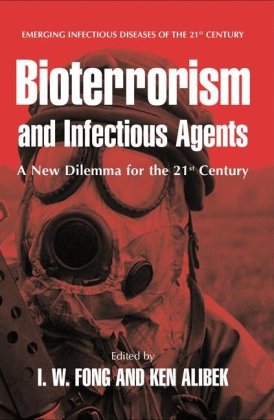 EMERGING INFECTIOUS DISEASES OF THE 21st CENTURY
Bioterrorism
and Infectious Agents
A New Dilemma for the 21st Century
Edited by
I. W. FONG AND KEN ALIBEK